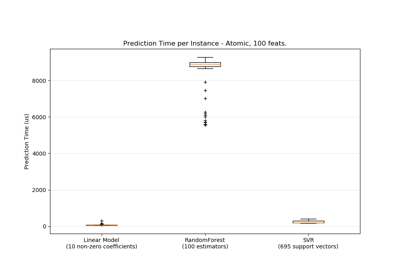 Prediction Time per Instance - Atomic, 100 feats.
Prediction Time (us)
8000
6000
4000
2000
0
Linear Model
(10 non-zero coefficients)
RandomForest
(100 estimators)
SVR
(695 support vectors)